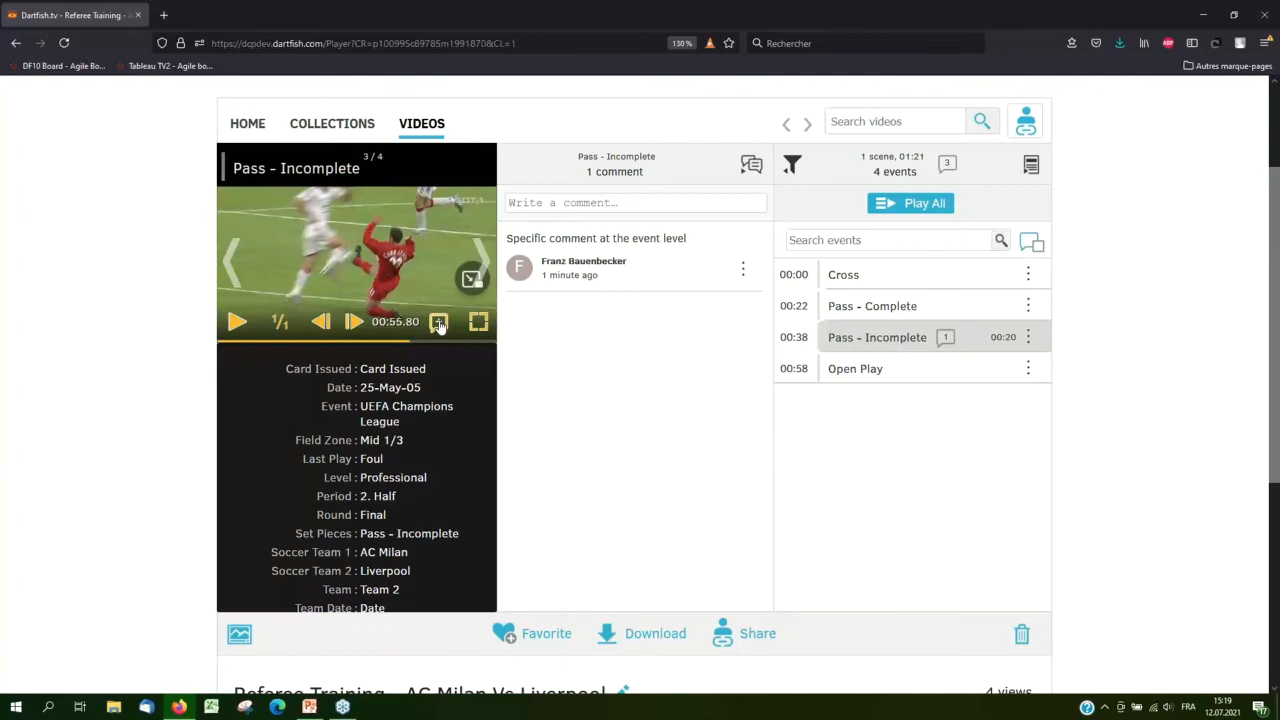 Dartfish.tv - Referee Training - 
https://dcpdev.dartfish.com/Player?CR=p100995c89785m1991870&CL=1
130 %
Rechercher
DF10 Board - Agile Bo...
Tableau TV2 - Agile bo...
Autres marque-pages
HOME
COLLECTIONS
VIDEOS
Search videos
Pass - Incomplete
3 / 4
Pass - Incomplete
1 comment
1 scene, 01:21
4 events
3
Write a comment...
Play All
Specific comment at the event level
Search events
F
Franz Bauenbecker
1 minute ago
00:00 Cross
00:22 Pass - Complete
00:38 Pass - Incomplete 1 00:20
00:58 Open Play
1/1
00:55.80
Card Issued : Card Issued
Date : 25-May-05
Event : UEFA Champions
League
Field Zone : Mid 1/3
Last Play : Foul
Level : Professional
Period : 2. Half
Round : Final
Set Pieces : Pass - Incomplete
Soccer Team 1 : AC Milan
Soccer Team 2 : Liverpool
Team : Team 2
Team Date : Date
Favorite
Download
Share
Referee Training - AC Milan Vs Liverpool
4 views
FRA
15:19
12.07.2021
17